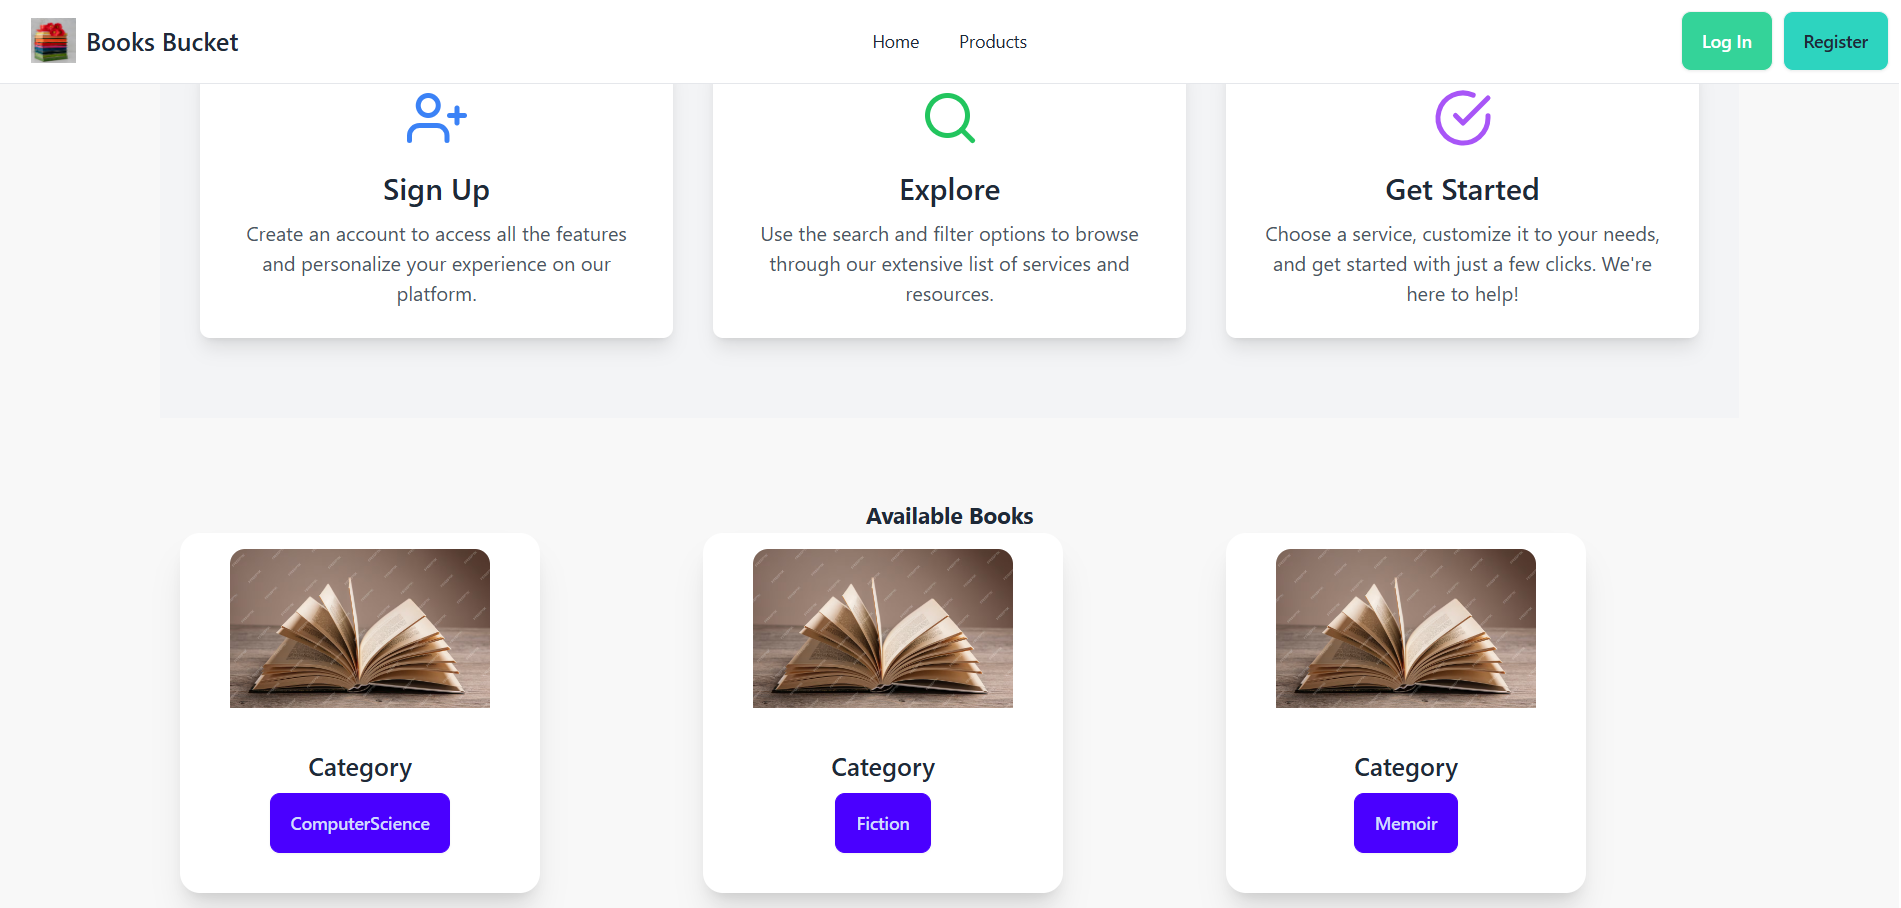 Books Bucket
Home
Products
Log In
Register
Sign Up
Create an account to access all the features
and personalize your experience on our
platform.
Explore
Use the search and filter options to browse
through our extensive list of services and
resources.
Get Started
Choose a service, customize it to your needs,
and get started with just a few clicks. We're
here to help!
Available Books
Category
ComputerScience
Category
Fiction
Category
Memoir